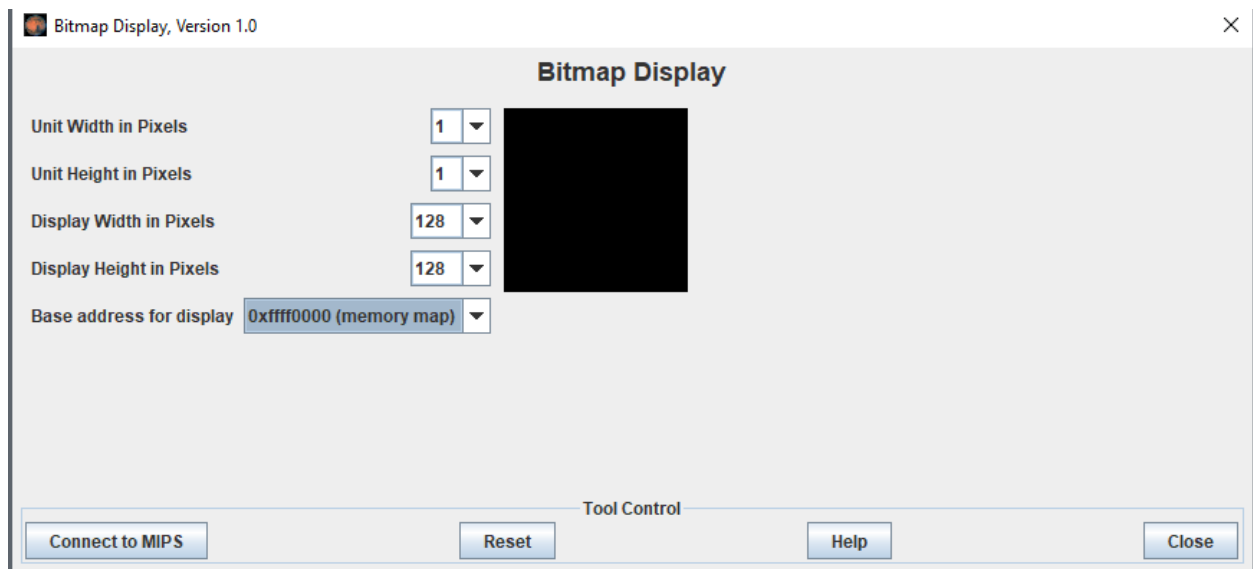 Bitmap Display, Version 1.0
Bitmap Display
Unit Width in Pixels 1
Unit Height in Pixels 1
Display Width in Pixels 128
Display Height in Pixels 128
Base address for display 0xffff0000 (memory map)
Tool Control
Connect to MIPS Reset Help Close